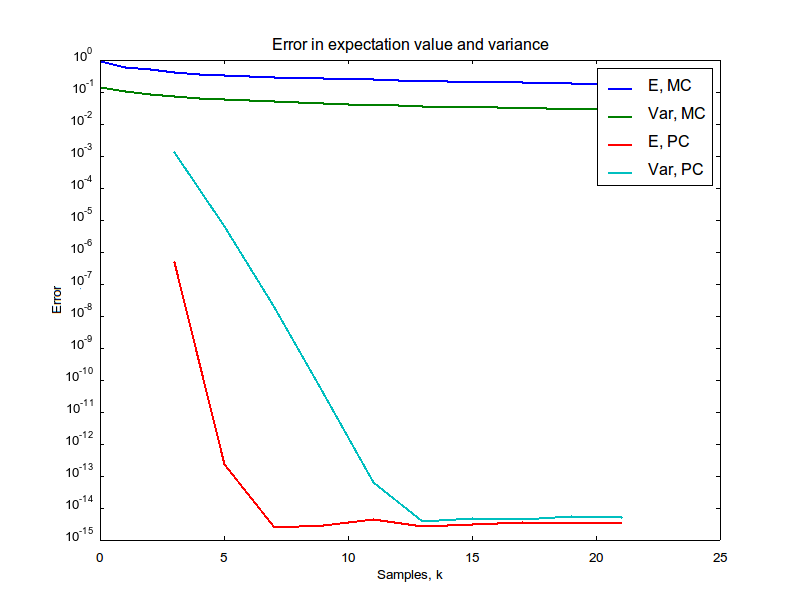 Error in expectation value and variance
10^0
10^-1
10^-2
10^-3
10^-4
10^-5
10^-6
10^-7
10^-8
10^-9
10^-10
10^-11
10^-12
10^-13
10^-14
10^-15
Error
E, MC
Var, MC
E, PC
Var, PC
0 5 10 15 20 25
Samples, k